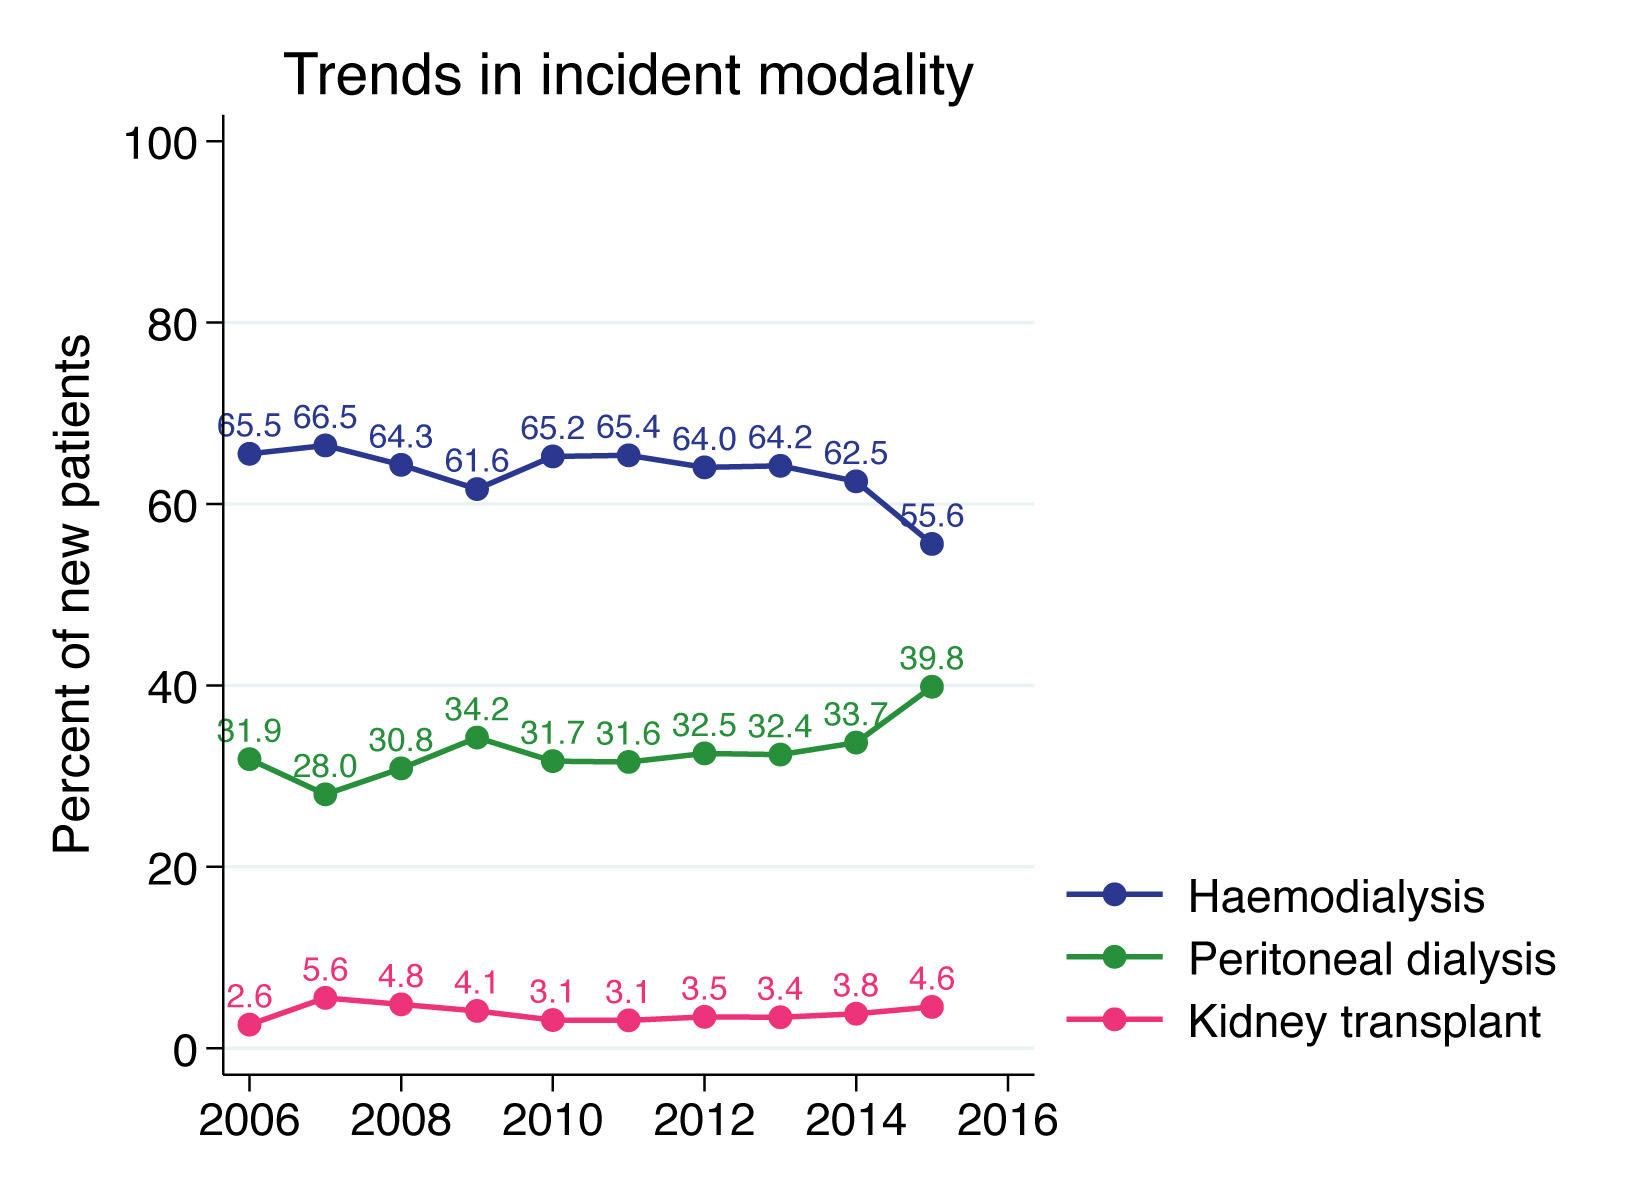 Trends in incident modality
Percent of new patients
100
80
60
40
20
0
65.5 66.5 64.3 61.6 65.2 65.4 64.0 64.2 62.5 55.6
31.9 28.0 30.8 34.2 31.7 31.6 32.5 32.4 33.7 39.8
2.6 5.6 4.8 4.1 3.1 3.1 3.5 3.4 3.8 4.6
2006 2008 2010 2012 2014 2016
Haemodialysis
Peritoneal dialysis
Kidney transplant